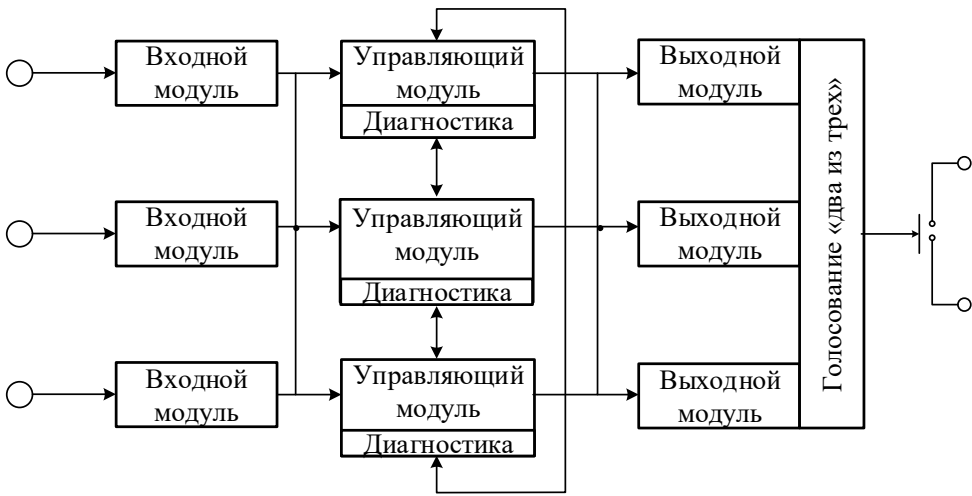 Входной
модуль
Управляющий
модуль
Диагностика
Выходной
модуль
Входной
модуль
Управляющий
модуль
Диагностика
Выходной
модуль
Входной
модуль
Управляющий
модуль
Диагностика
Выходной
модуль
Голосование «два из трех»